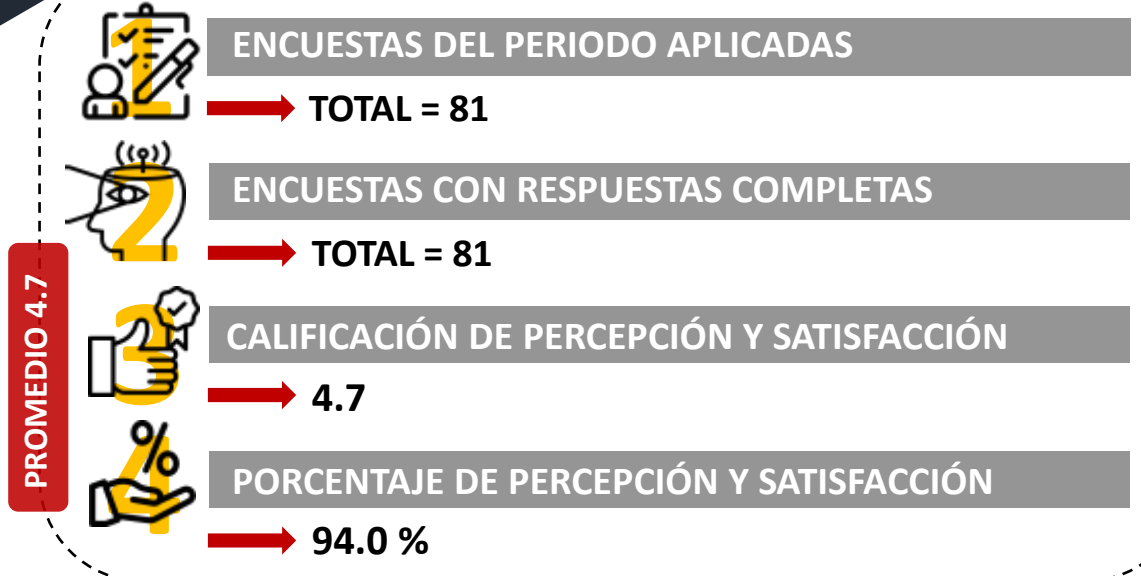 1
ENCUESTAS DEL PERIODO APLICADAS
TOTAL = 81
2
ENCUESTAS CON RESPUESTAS COMPLETAS
TOTAL = 81
PROMEDIO 4.7
3
CALIFICACIÓN DE PERCEPCIÓN Y SATISFACCIÓN
4.7
4
%
PORCENTAJE DE PERCEPCIÓN Y SATISFACCIÓN
94.0 %